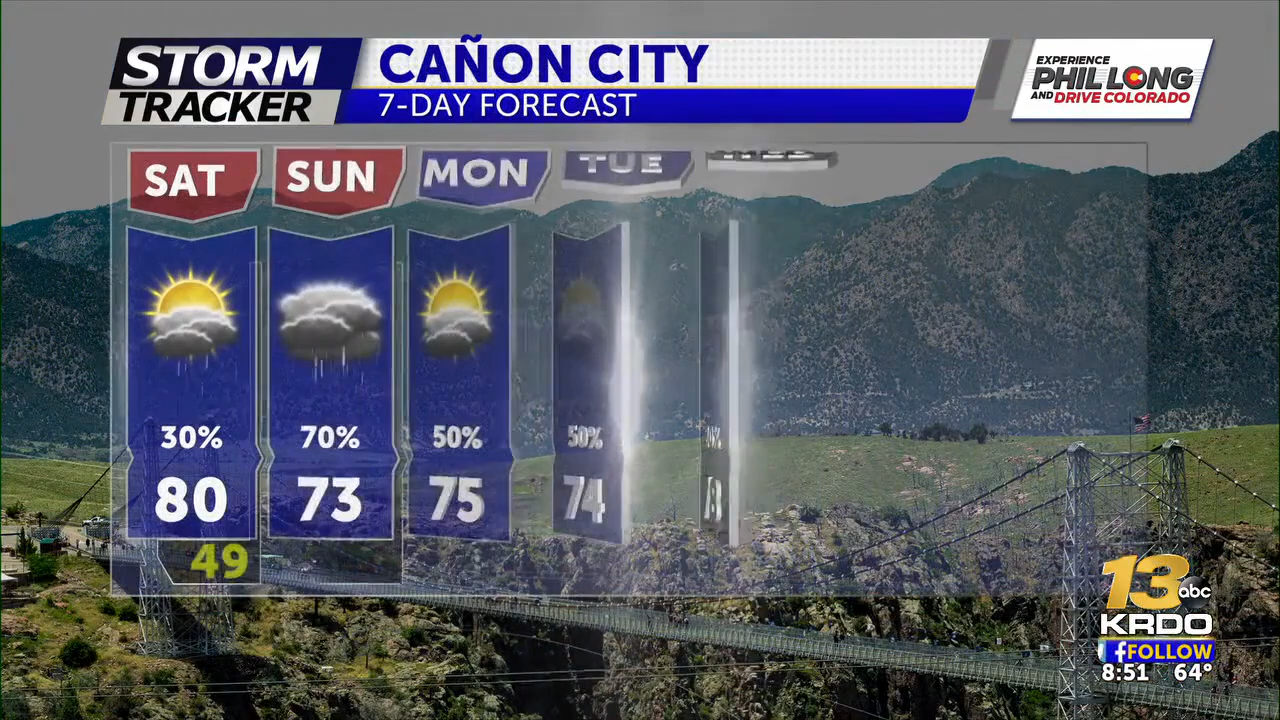 STORM
TRACKER
CAÑON CITY
7-DAY FORECAST
EXPERIENCE
PHIL LONG
AND DRIVE COLORADO
SAT SUN MON TUE WED
30% 70% 50% 50%
80 73 75 74
49
13 abc
KRDO
f FOLLOW
8:51 64°